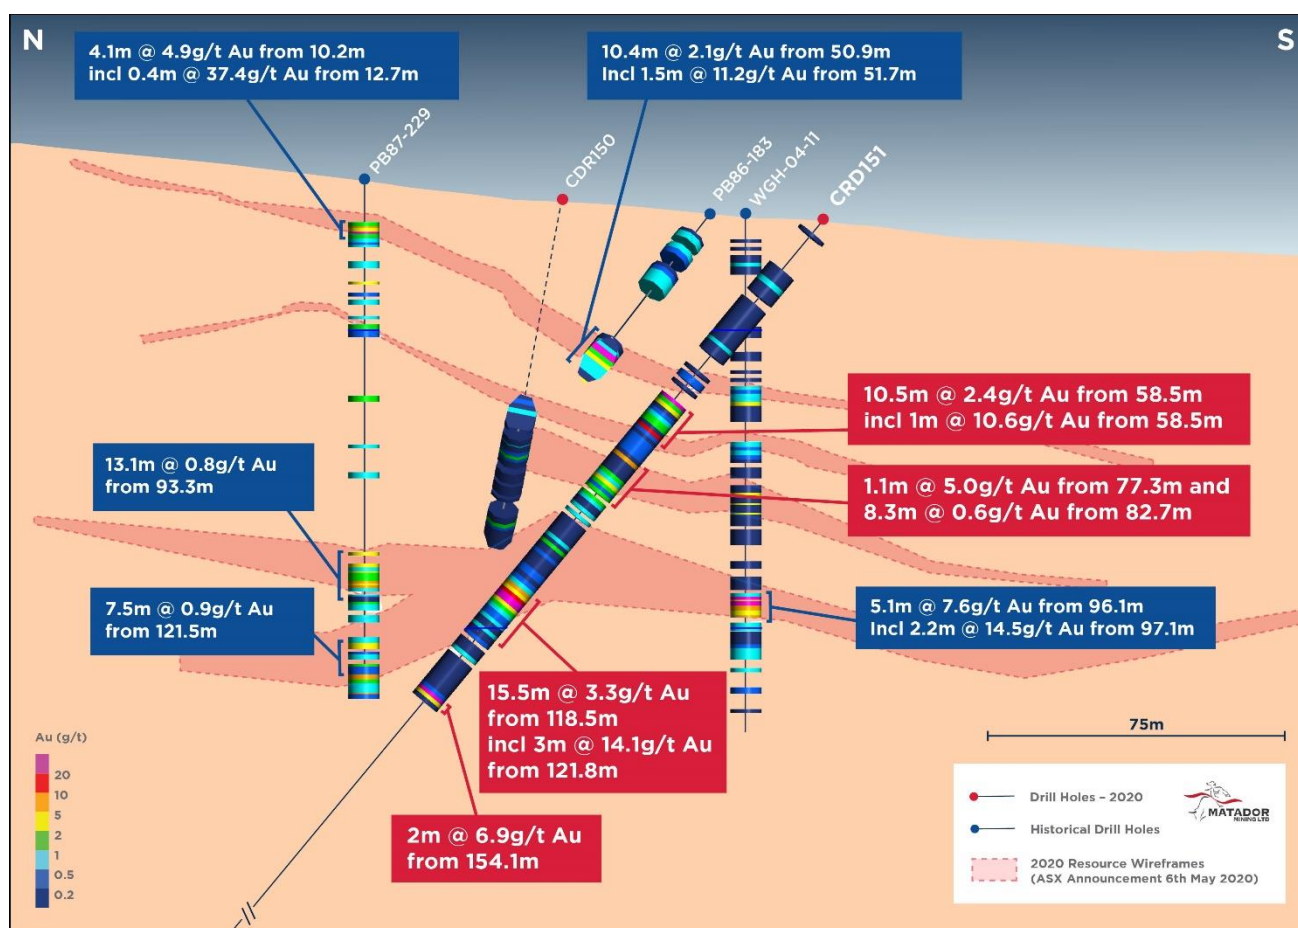 N
S
4.1m @ 4.9g/t Au from 10.2m
incl 0.4m @ 37.4g/t Au from 12.7m
10.4m @ 2.1g/t Au from 50.9m
Incl 1.5m @ 11.2g/t Au from 51.7m
PB87-229
CDR150
PB86-183
WGH-04-11
CRD151
10.5m @ 2.4g/t Au from 58.5m
incl 1m @ 10.6g/t Au from 58.5m
13.1m @ 0.8g/t Au
from 93.3m
1.1m @ 5.0g/t Au from 77.3m and
8.3m @ 0.6g/t Au from 82.7m
7.5m @ 0.9g/t Au
from 121.5m
5.1m @ 7.6g/t Au from 96.1m
Incl 2.2m @ 14.5g/t Au from 97.1m
15.5m @ 3.3g/t Au
from 118.5m
incl 3m @ 14.1g/t Au
from 121.8m
2m @ 6.9g/t Au
from 154.1m
75m
Au (g/t)
20
10
5
2
1
0.5
0.2
Drill Holes – 2020
Historical Drill Holes
2020 Resource Wireframes
(ASX Announcement 6th May 2020)
MATADOR
MINING LTD